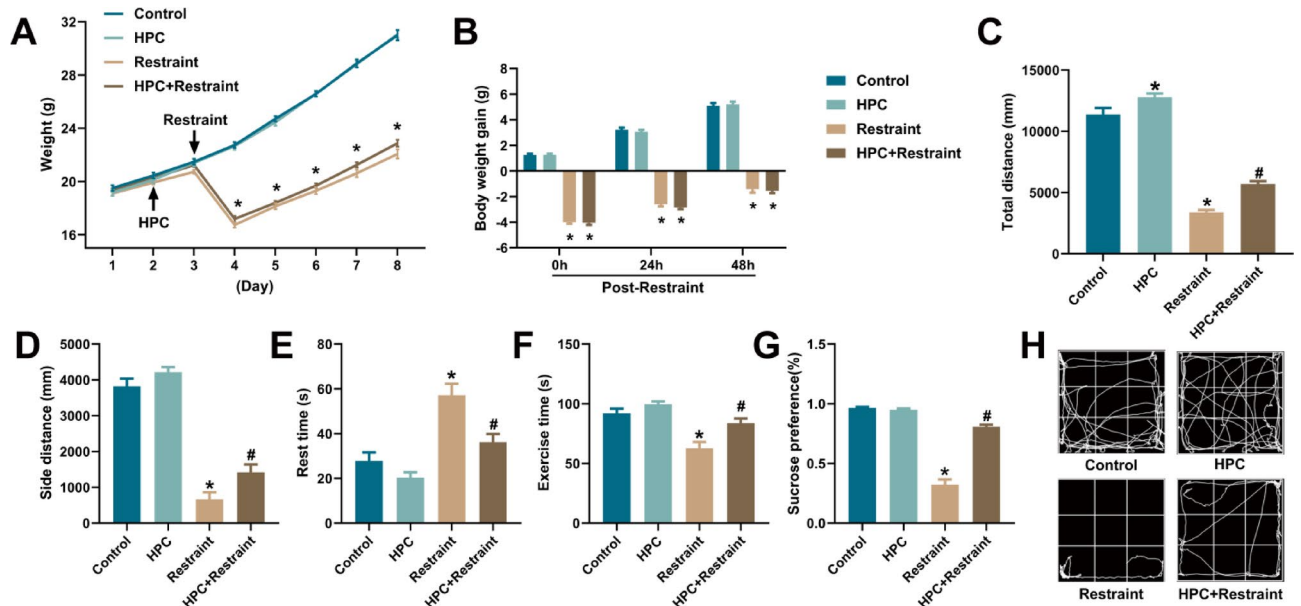 A
Control
HPC
Restraint
HPC+Restraint
Weight (g)
32
28
24
20
16
Restraint
HPC
* * * * *
1 2 3 4 5 6 7 8
(Day)
B
Body weight gain (g)
8
6
4
2
0
-2
-4
-6
* * * * * *
0h 24h 48h
Post-Restraint
Control
HPC
Restraint
HPC+Restraint
C
Total distance (mm)
15000
10000
5000
0
* * #
Control HPC Restraint HPC+Restraint
D
Side distance (mm)
5000
4000
3000
2000
1000
0
* #
Control HPC Restraint HPC+Restraint
E
Rest time (s)
80
60
40
20
0
* #
Control HPC Restraint HPC+Restraint
F
Exercise time (s)
150
100
50
0
* #
Control HPC Restraint HPC+Restraint
G
Sucrose preference(%)
1.5
1.0
0.5
0.0
* #
Control HPC Restraint HPC+Restraint
H
Control HPC
Restraint HPC+Restraint